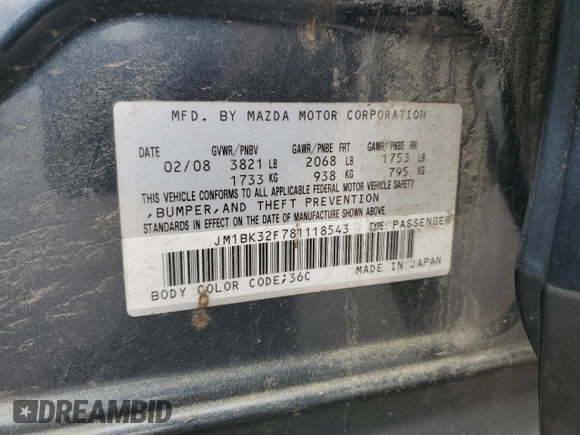 MFD. BY MAZDA MOTOR CORPORATION
DATE GVWR/PNBV GAWR/PNBE FRT GAWR/PNBE RR
02/08 3821 LB 2068 LB 1753 LB
1733 KG 938 KG 795 KG
THIS VEHICLE CONFORMS TO ALL APPLICABLE FEDERAL MOTOR VEHICLE SAFETY
,BUMPER,AND THEFT PREVENTION
STANDARDS IN EFFECT ON THE DATE OF MANUFACTURE SHOWN ABOVE
JM1BK32F781118543 TYPE: PASSENGER
BODY COLOR CODE;36C MADE IN JAPAN
DREAMBID